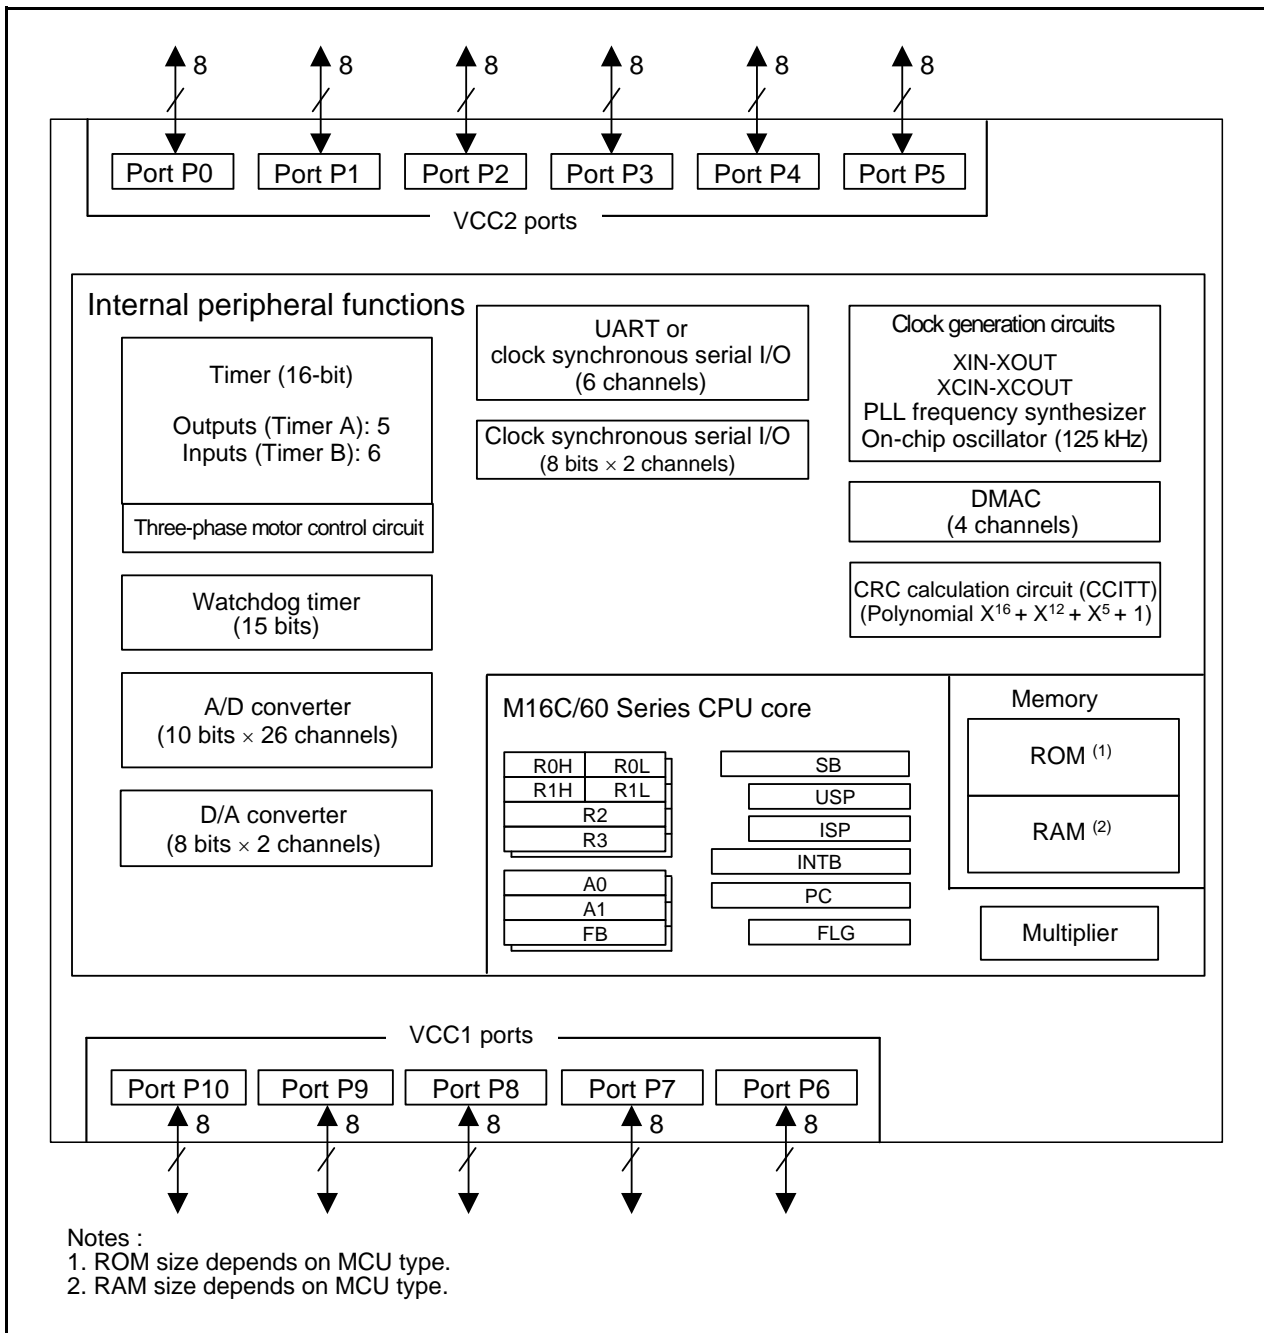 8 8 8 8 8 8
Port P0 Port P1 Port P2 Port P3 Port P4 Port P5
VCC2 ports
Internal peripheral functions
Timer (16-bit)
Outputs (Timer A): 5
Inputs (Timer B): 6
Three-phase motor control circuit
Watchdog timer
(15 bits)
A/D converter
(10 bits × 26 channels)
D/A converter
(8 bits × 2 channels)
UART or
clock synchronous serial I/O
(6 channels)
Clock synchronous serial I/O
(8 bits × 2 channels)
Clock generation circuits
XIN-XOUT
XCIN-XCOUT
PLL frequency synthesizer
On-chip oscillator (125 kHz)
DMAC
(4 channels)
CRC calculation circuit (CCITT)
(Polynomial X¹⁶ + X¹² + X⁵ + 1)
M16C/60 Series CPU core
R0H R0L
R1H R1L
R2
R3
A0
A1
FB
SB
USP
ISP
INTB
PC
FLG
Memory
ROM (1)
RAM (2)
Multiplier
VCC1 ports
Port P10 Port P9 Port P8 Port P7 Port P6
8 8 8 8 8
Notes :
1. ROM size depends on MCU type.
2. RAM size depends on MCU type.